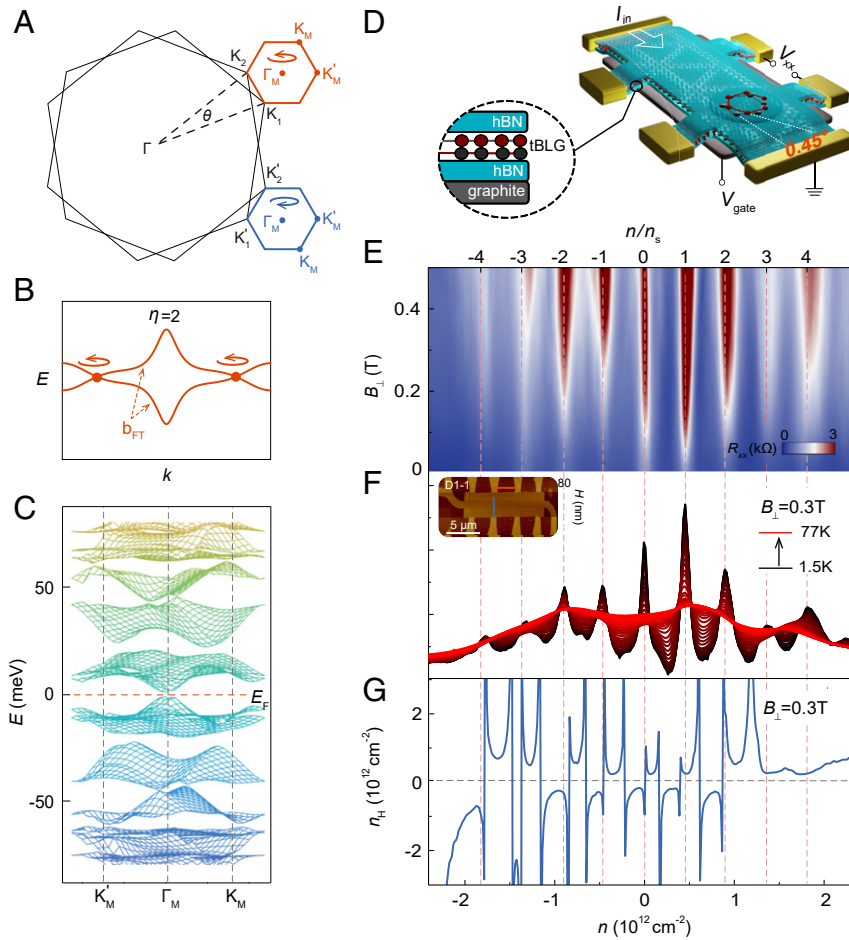 A
K_M
K_2
Γ_M
K'_M
θ
K_1
Γ
K'_2
Γ_M
K'_M
K'_1
K_M
B
η=2
E
b_FT
k
C
50
0
-50
E (meV)
E_F
K'_M
Γ_M
K_M
D
I_in
V_xx
hBN
tBLG
hBN
graphite
0.45°
V_gate
n/n_s
E
-4 -3 -2 -1 0 1 2 3 4
0.4
0.2
0
B_⊥ (T)
0 3
R_xx (kΩ)
F
D1-1
80
H (nm)
5 μm
B_⊥=0.3T
77K
1.5K
G
B_⊥=0.3T
2
0
-2
n_H (10^12 cm^-2)
-2 -1 0 1 2
n (10^12 cm^-2)